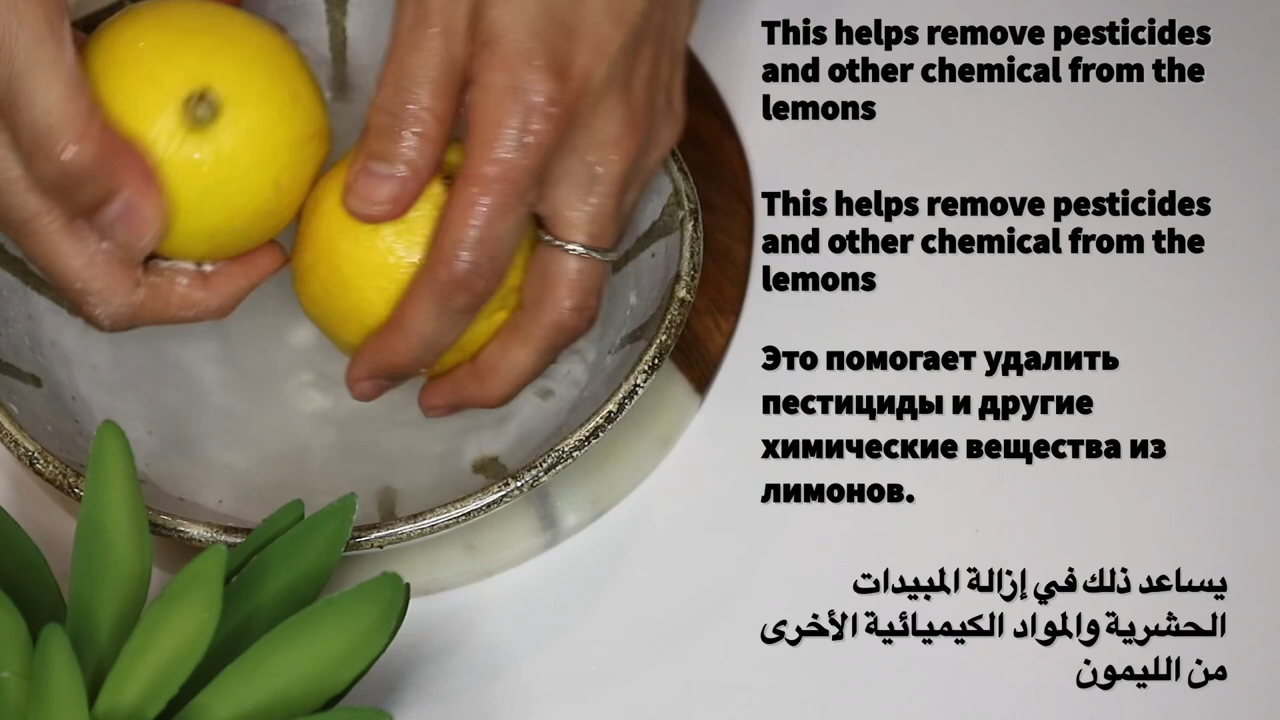 This helps remove pesticides
and other chemical from the
lemons
This helps remove pesticides
and other chemical from the
lemons
Это помогает удалить
пестициды и другие
химические вещества из
лимонов.
يساعد ذلك في إزالة المبيدات
الحشرية والمواد الكيميائية الأخرى
من الليمون